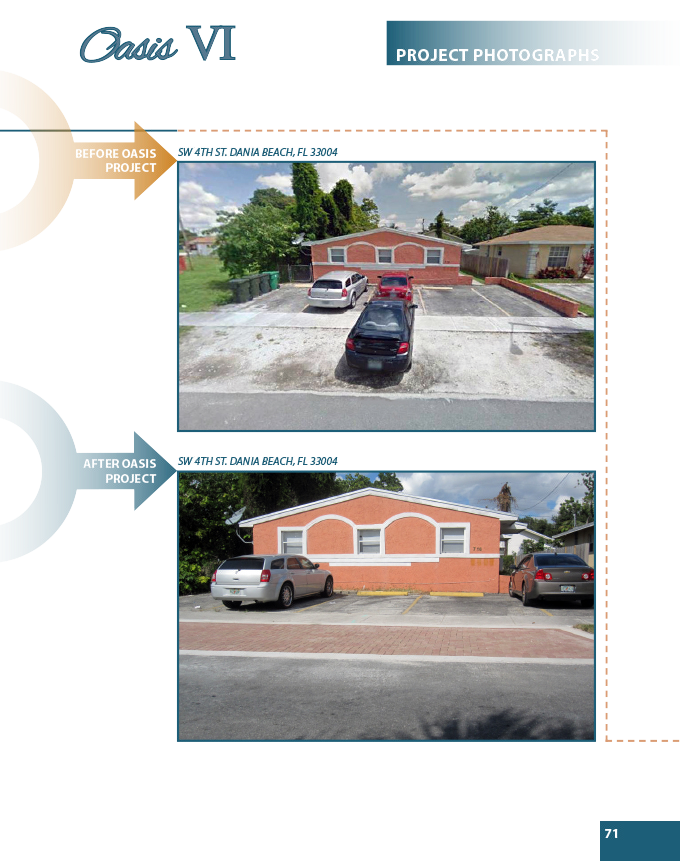 Oasis VI
PROJECT PHOTOGRAPHS
BEFORE OASIS
PROJECT
SW 4TH ST. DANIA BEACH, FL 33004
AFTER OASIS
PROJECT
SW 4TH ST. DANIA BEACH, FL 33004
71